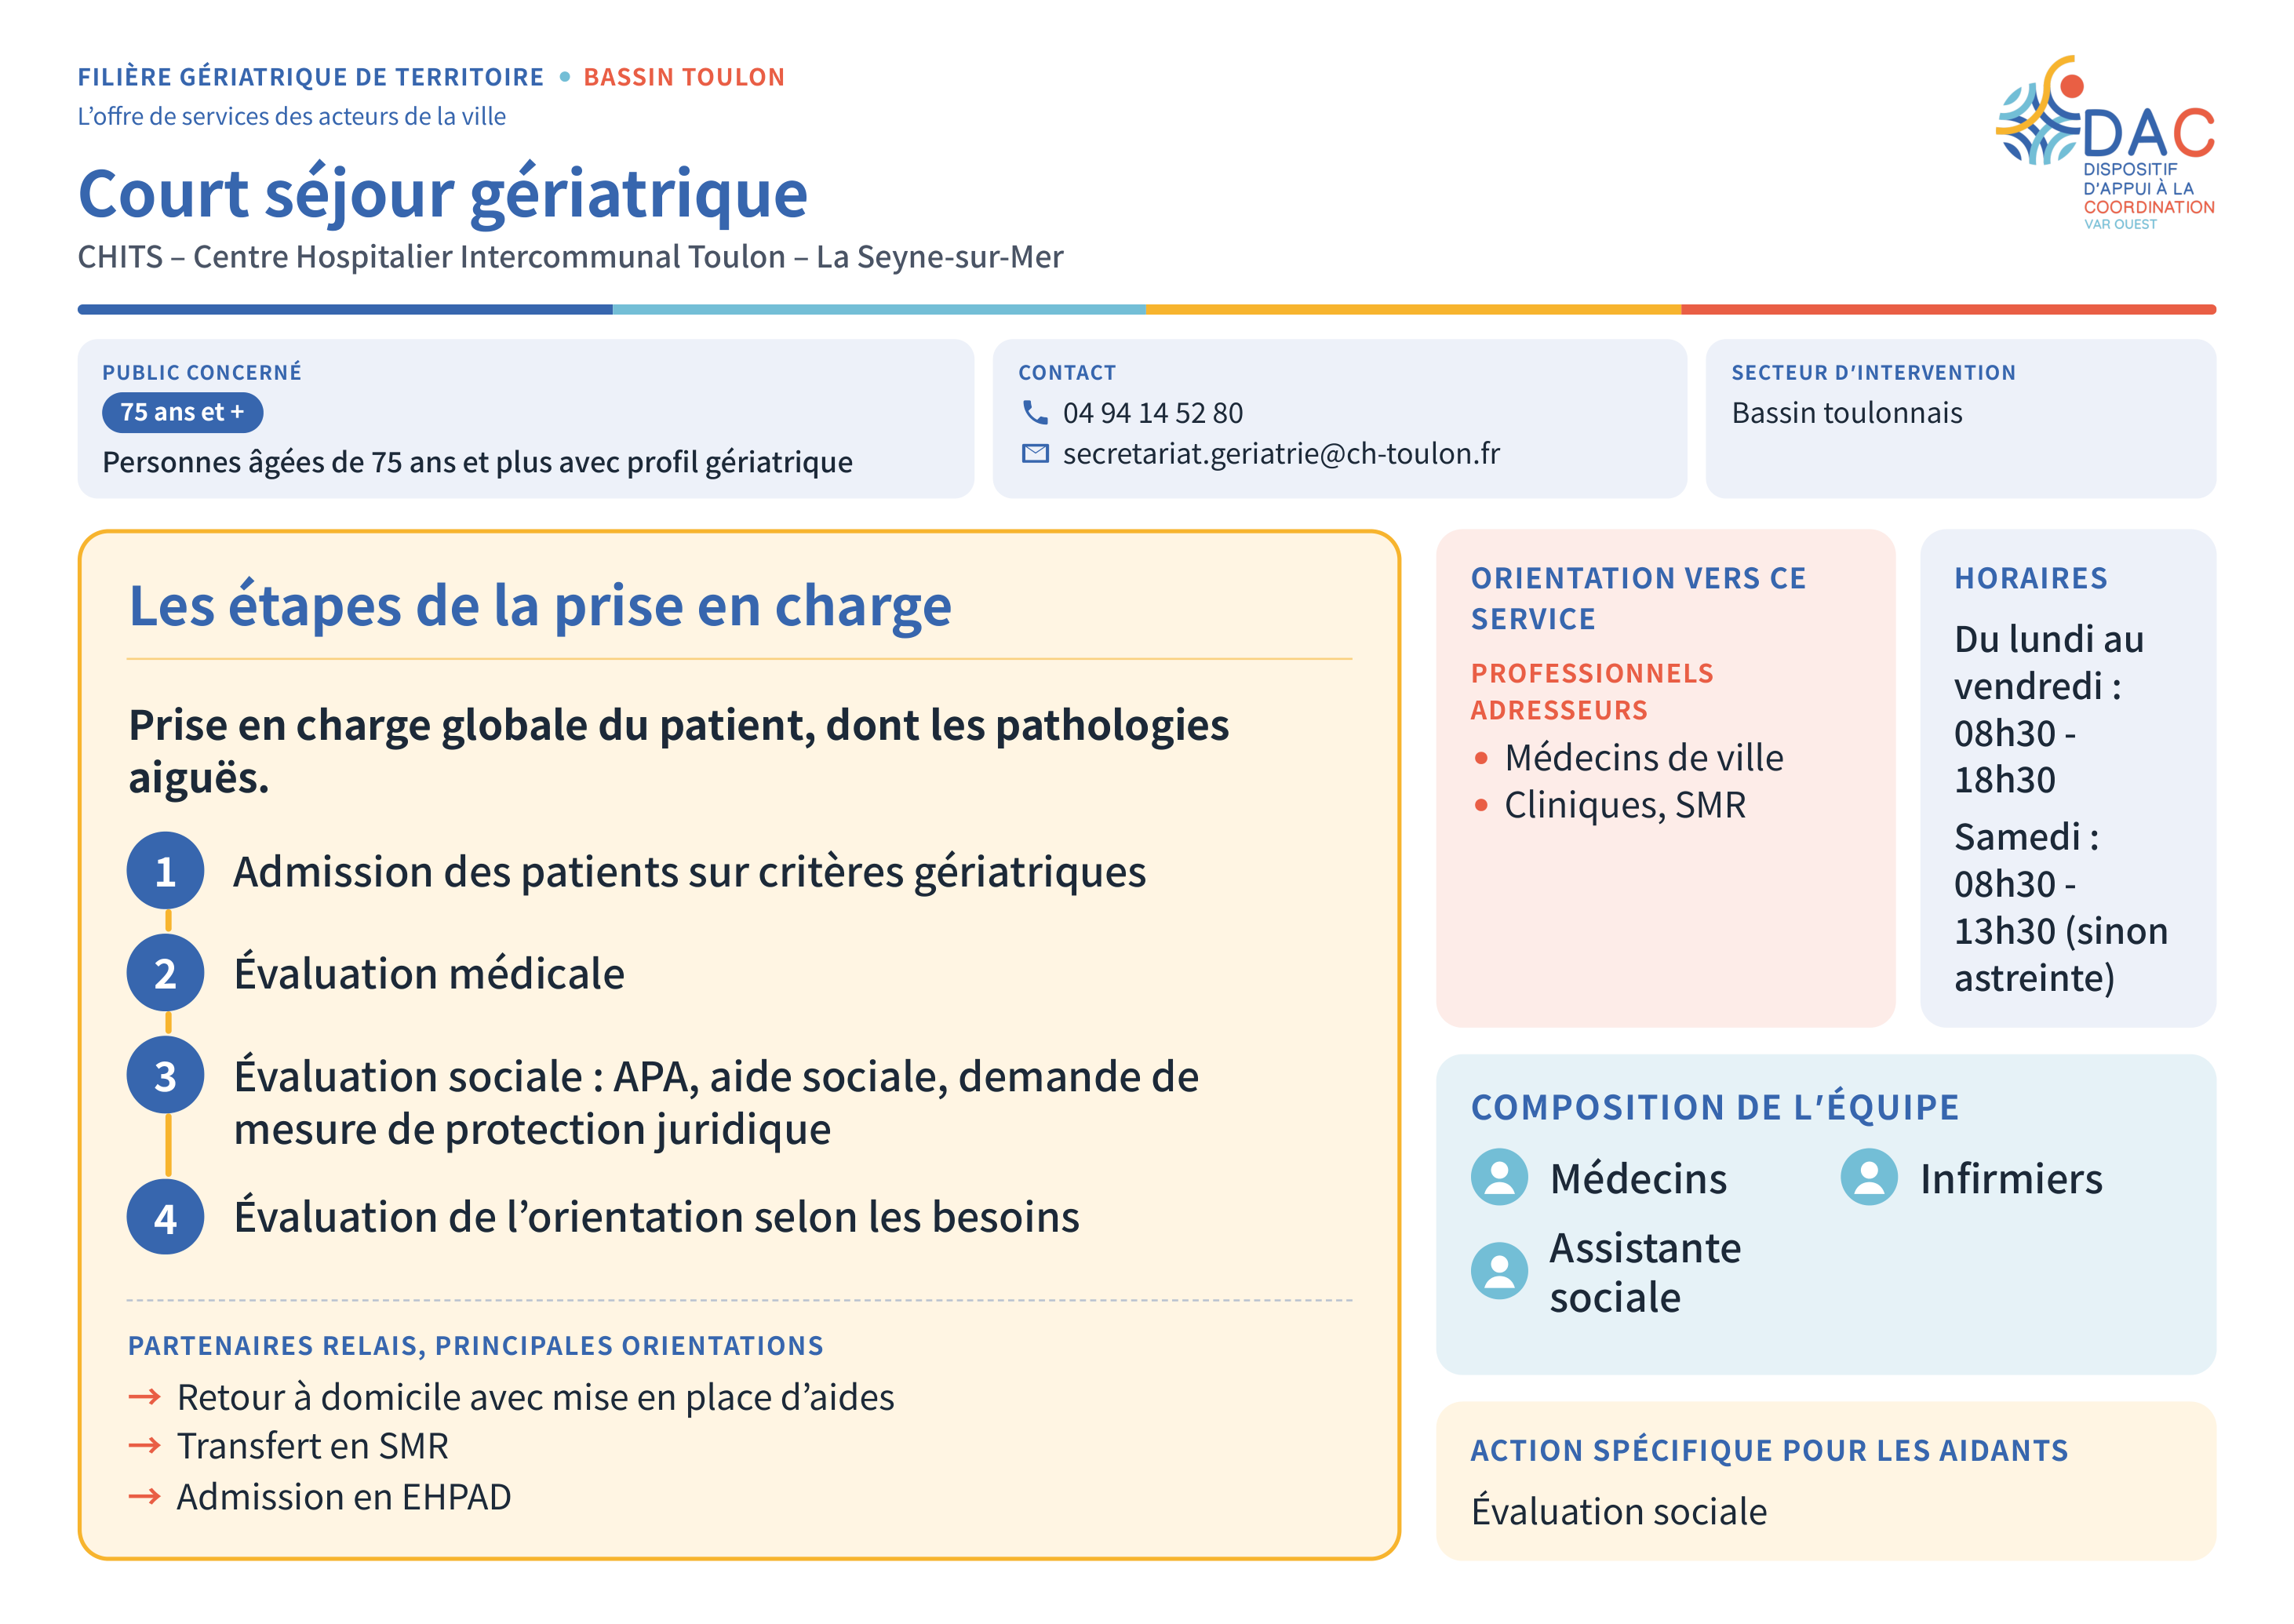 FILIÈRE GÉRIATRIQUE DE TERRITOIRE • BASSIN TOULON
L’offre de services des acteurs de la ville
Court séjour gériatrique
CHITS – Centre Hospitalier Intercommunal Toulon – La Seyne-sur-Mer
DAC
DISPOSITIF
D'APPUI À LA
COORDINATION
VAR OUEST
PUBLIC CONCERNÉ
75 ans et +
Personnes âgées de 75 ans et plus avec profil gériatrique
CONTACT
04 94 14 52 80
secretariat.geriatrie@ch-toulon.fr
SECTEUR D'INTERVENTION
Bassin toulonnais
Les étapes de la prise en charge
Prise en charge globale du patient, dont les pathologies
aiguës.
1 Admission des patients sur critères gériatriques
2 Évaluation médicale
3 Évaluation sociale : APA, aide sociale, demande de
mesure de protection juridique
4 Évaluation de l’orientation selon les besoins
PARTENAIRES RELAIS, PRINCIPALES ORIENTATIONS
→ Retour à domicile avec mise en place d’aides
→ Transfert en SMR
→ Admission en EHPAD
ORIENTATION VERS CE
SERVICE
PROFESSIONNELS
ADRESSEURS
• Médecins de ville
• Cliniques, SMR
HORAIRES
Du lundi au
vendredi :
08h30 -
18h30
Samedi :
08h30 -
13h30 (sinon
astreinte)
COMPOSITION DE L'ÉQUIPE
Médecins
Infirmiers
Assistante
sociale
ACTION SPÉCIFIQUE POUR LES AIDANTS
Évaluation sociale